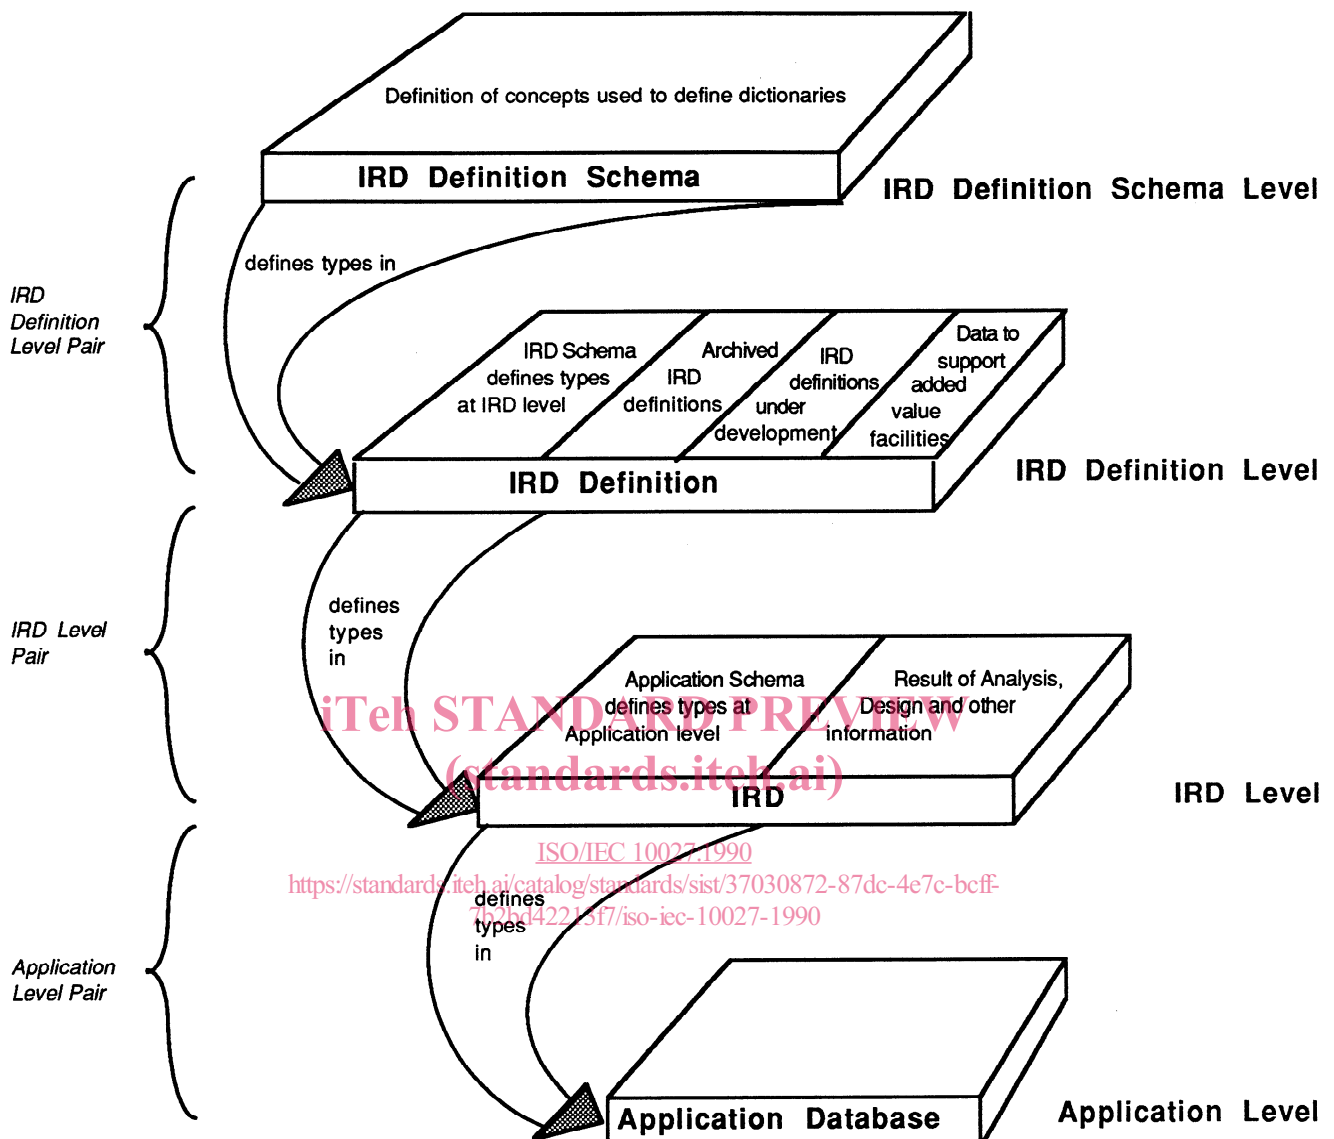 Definition of concepts used to define dictionaries
IRD Definition Schema
IRD Definition Schema Level
defines types in
IRD
Definition
Level Pair
IRD Schema
defines types
at IRD level
Archived
IRD
definitions
IRD
definitions
under
development
Data to
support
added
value
facilities
IRD Definition
IRD Definition Level
defines
types
in
IRD Level
Pair
Application Schema
defines types at
Application level
Result of Analysis,
Design and other
information
iTeh STANDARD PREVIEW
(standards.iteh.ai)
IRD
IRD Level
ISO/IEC 10027:1990
https://standards.iteh.ai/catalog/standards/sist/37030872-87dc-4e7c-bcff-
7b2bd42213f7/iso-iec-10027-1990
defines
types
in
Application
Level Pair
Application Database
Application Level